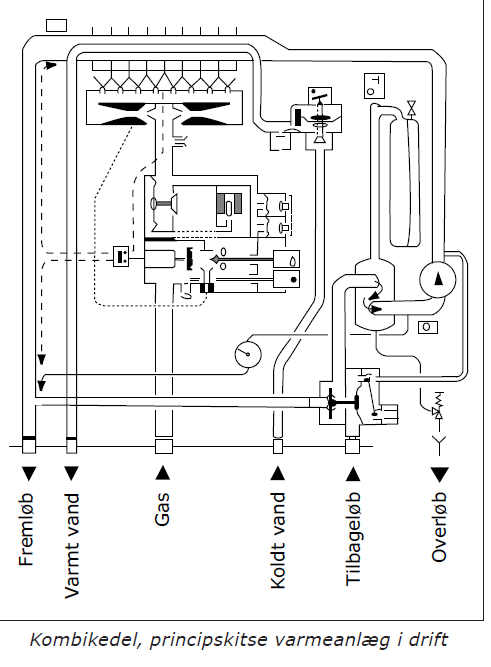 Fremløb
Varmt vand
Gas
Koldt vand
Tilbageløb
Overløb
Kombikedel, principskitse varmeanlæg i drift